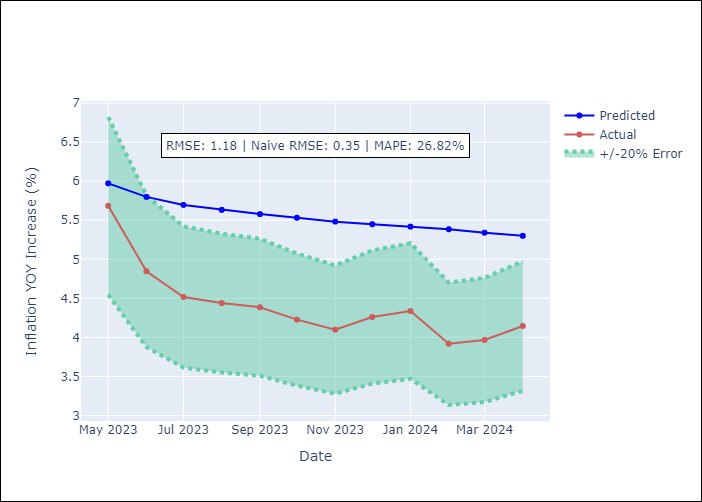 RMSE: 1.18 | Naive RMSE: 0.35 | MAPE: 26.82%
Predicted
Actual
+/-20% Error
Inflation YOY Increase (%)
7
6.5
6
5.5
5
4.5
4
3.5
3
May 2023
Jul 2023
Sep 2023
Nov 2023
Jan 2024
Mar 2024
Date